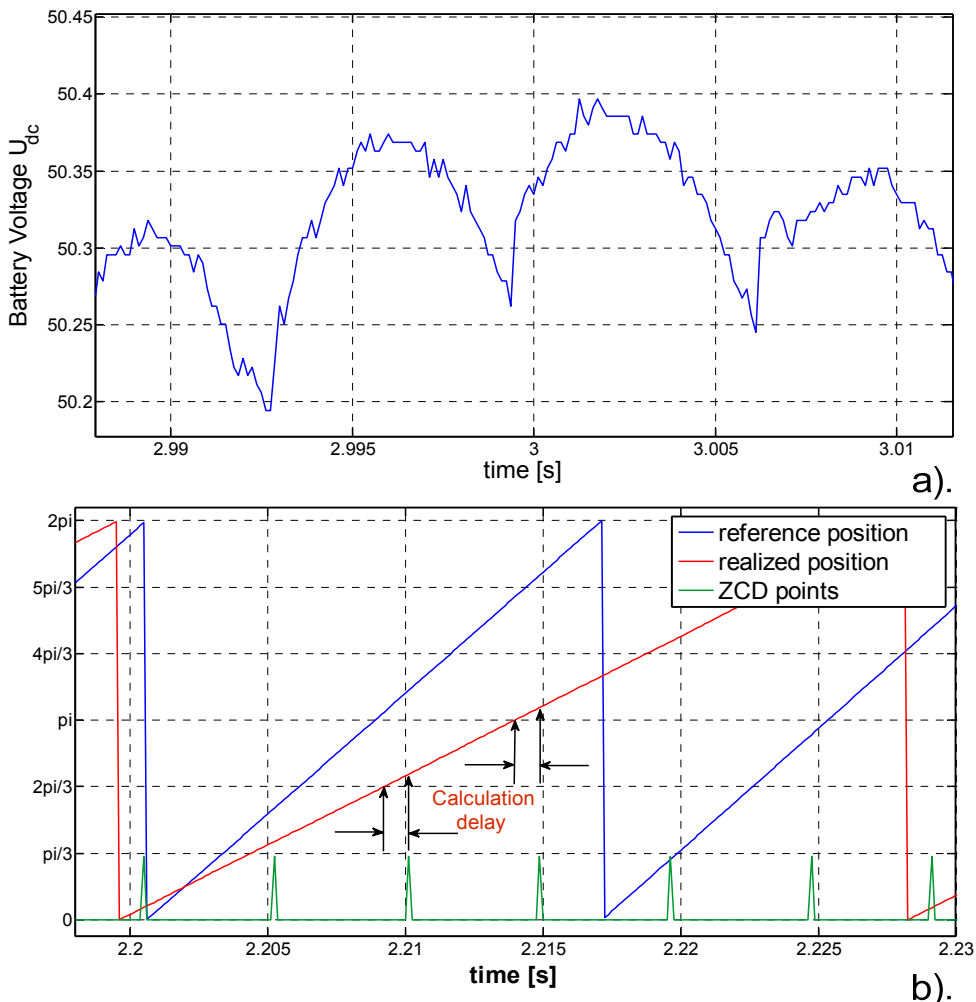 50.45
50.4
50.35
50.3
50.25
50.2
Battery Voltage U_dc
2.99 2.995 3 3.005 3.01
time [s]
a).
2pi
5pi/3
4pi/3
pi
2pi/3
pi/3
0
reference position
realized position
ZCD points
Calculation
delay
2.2 2.205 2.21 2.215 2.22 2.225 2.23
time [s]
b).